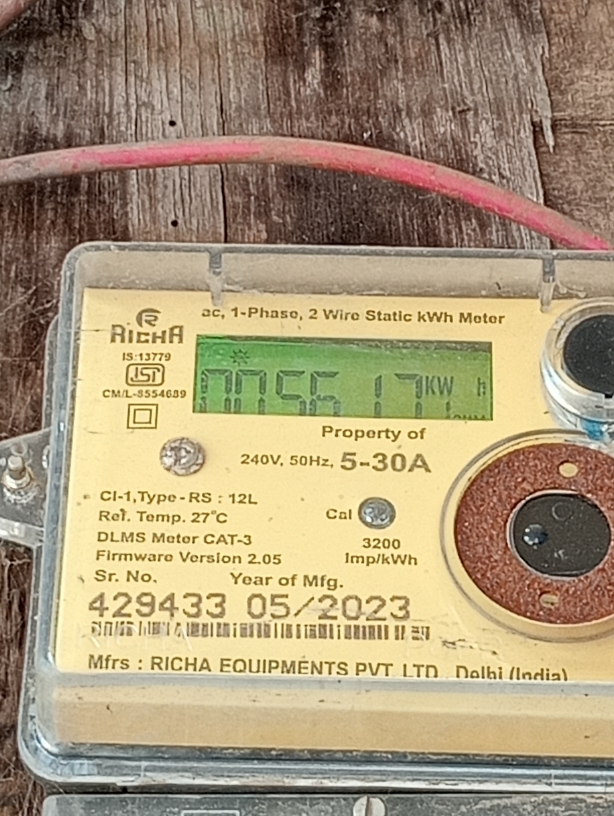 ac, 1-Phase, 2 Wire Static kWh Meter
RICHA
IS:13779
ISI
CM/L-8554689
005617 KW h
Property of
240V, 50Hz, 5-30A
Cl-1,Type-RS : 12L
Ref. Temp. 27°C
Cal
DLMS Meter CAT-3
3200
Firmware Version 2.05
Imp/kWh
Sr. No. Year of Mfg.
429433 05/2023
Mfrs : RICHA EQUIPMENTS PVT. LTD., Delhi (India)